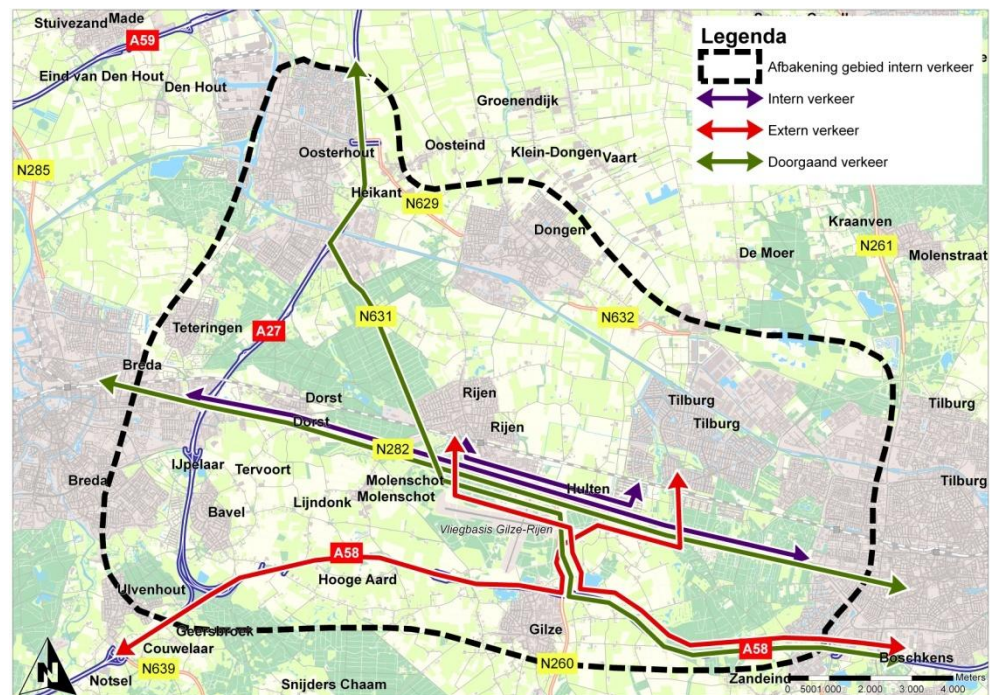 Stuivezand
Made
A59
Eind van Den Hout
Den Hout
Groenendijk
Oosteind
Oosterhout
Klein-Dongen
Vaart
N285
Heikant
N629
Dongen
Kraanven
N261
De Moer
Molenstraat
Legenda
Afbakening gebied intern verkeer
Intern verkeer
Extern verkeer
Doorgaand verkeer
Teteringen
A27
N631
N632
Breda
Dorst
Dorst
Rijen
Rijen
Tilburg
Tilburg
Tilburg
N282
Breda
IJpelaar
Tervoort
Molenschot
Molenschot
Hulten
Tilburg
Lijndonk
Bavel
Vliegbasis Gilze-Rijen
A58
Hooge Aard
Ulvenhout
Geersbroek
Couwelaar
Gilze
A58
Boschkens
N639
N260
Notsel
Snijders Chaam
Zandeind
Meters
0 500 1.000 2.000 3.000 4.000
N